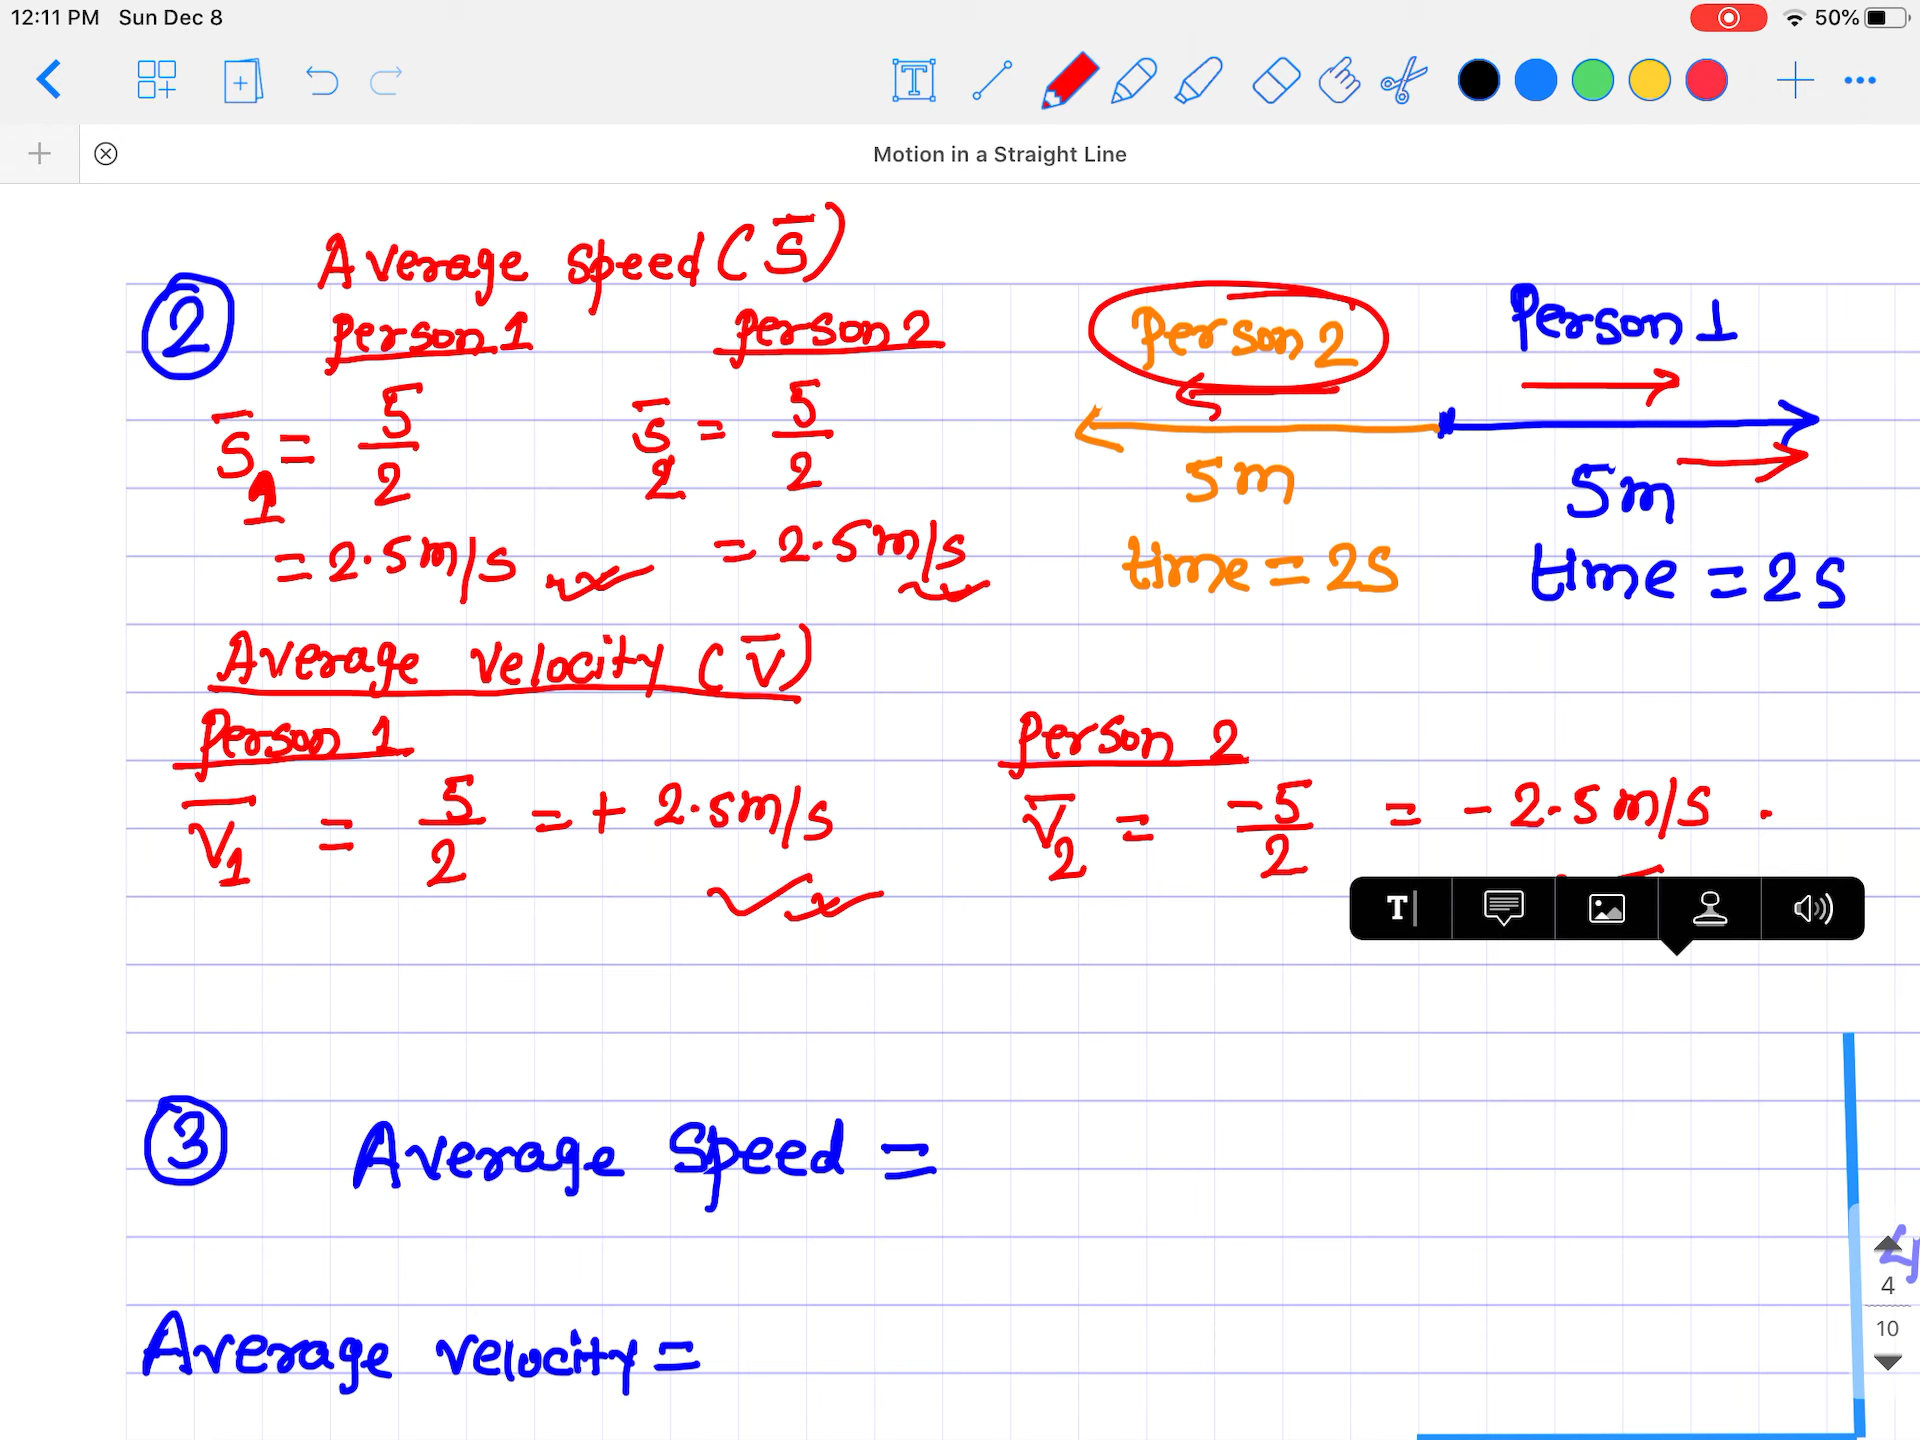 12:11 PM Sun Dec 8
50%
Motion in a Straight Line
Average speed (S̄)
2
Person 1
Person 2
S̄1 = 5/2
S̄2 = 5/2
= 2.5m/s
= 2.5m/s
Person 2
Person 1
5m
5m
time = 2s
time = 2s
Average velocity (V̄)
Person 1
Person 2
V̄1 = 5/2 = + 2.5m/s
V̄2 = -5/2 = - 2.5m/s .
3 Average Speed =
Average velocity =
4
10